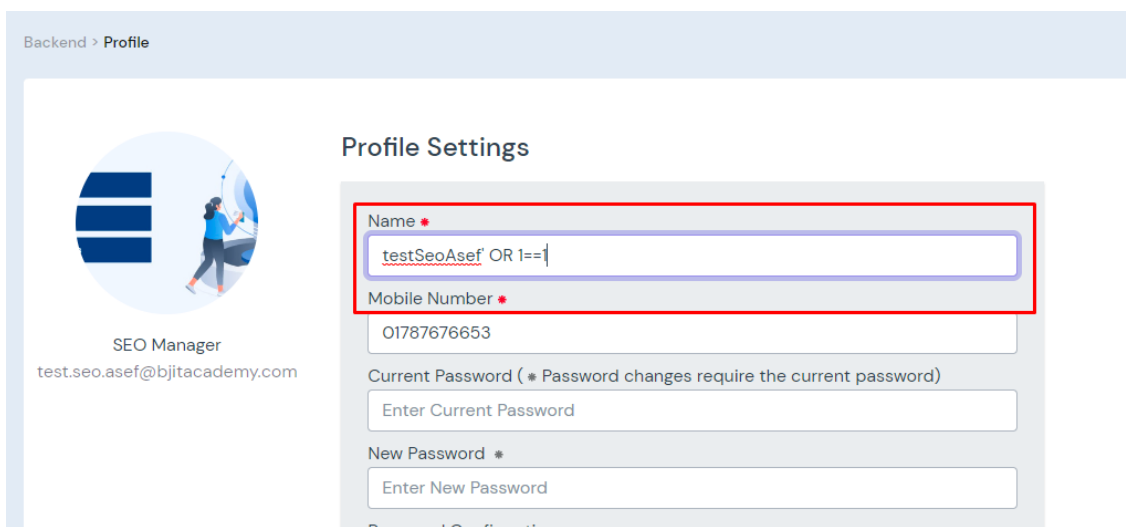 Backend > Profile
Profile Settings
Name *
testSeoAsef' OR 1==1
Mobile Number *
01787676653
SEO Manager
test.seo.asef@bjitacademy.com
Current Password ( * Password changes require the current password)
Enter Current Password
New Password *
Enter New Password